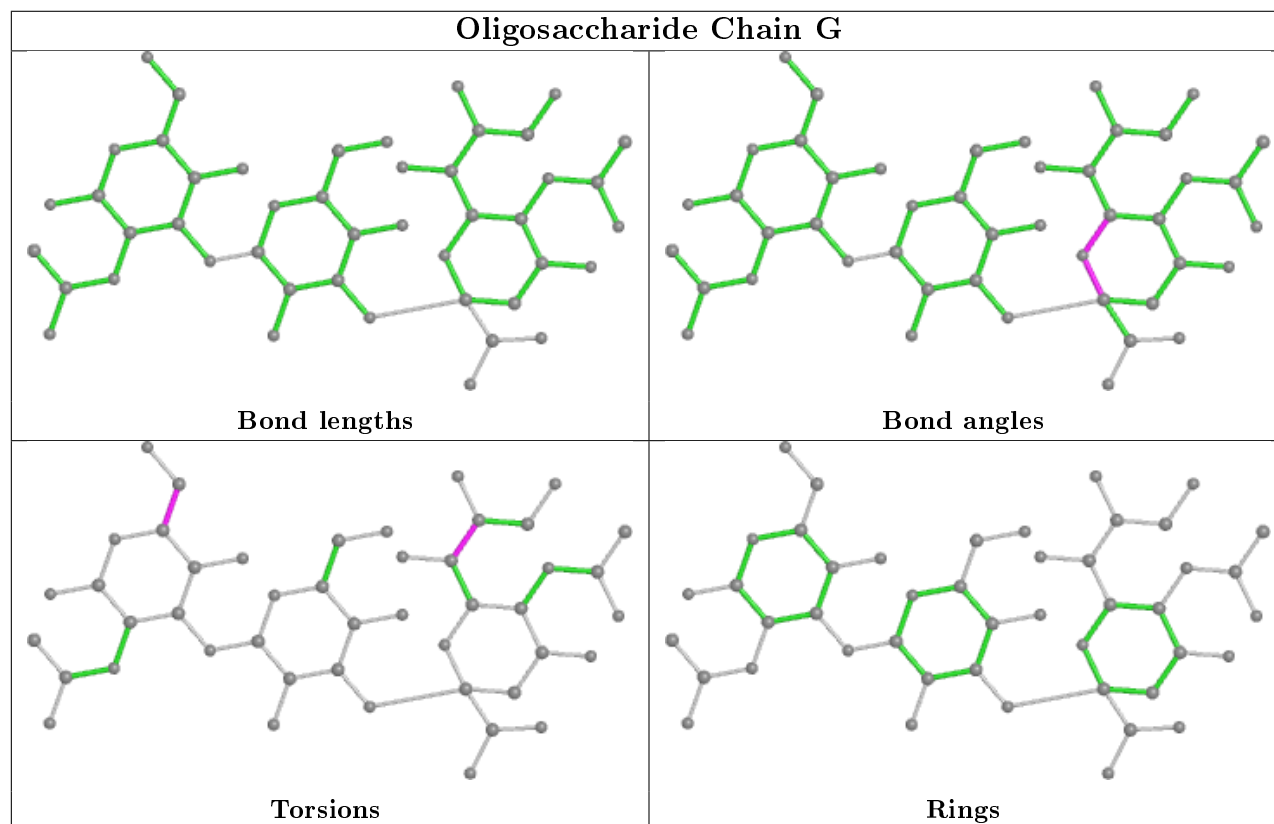 Oligosaccharide Chain G
Bond lengths
Bond angles
Torsions
Rings